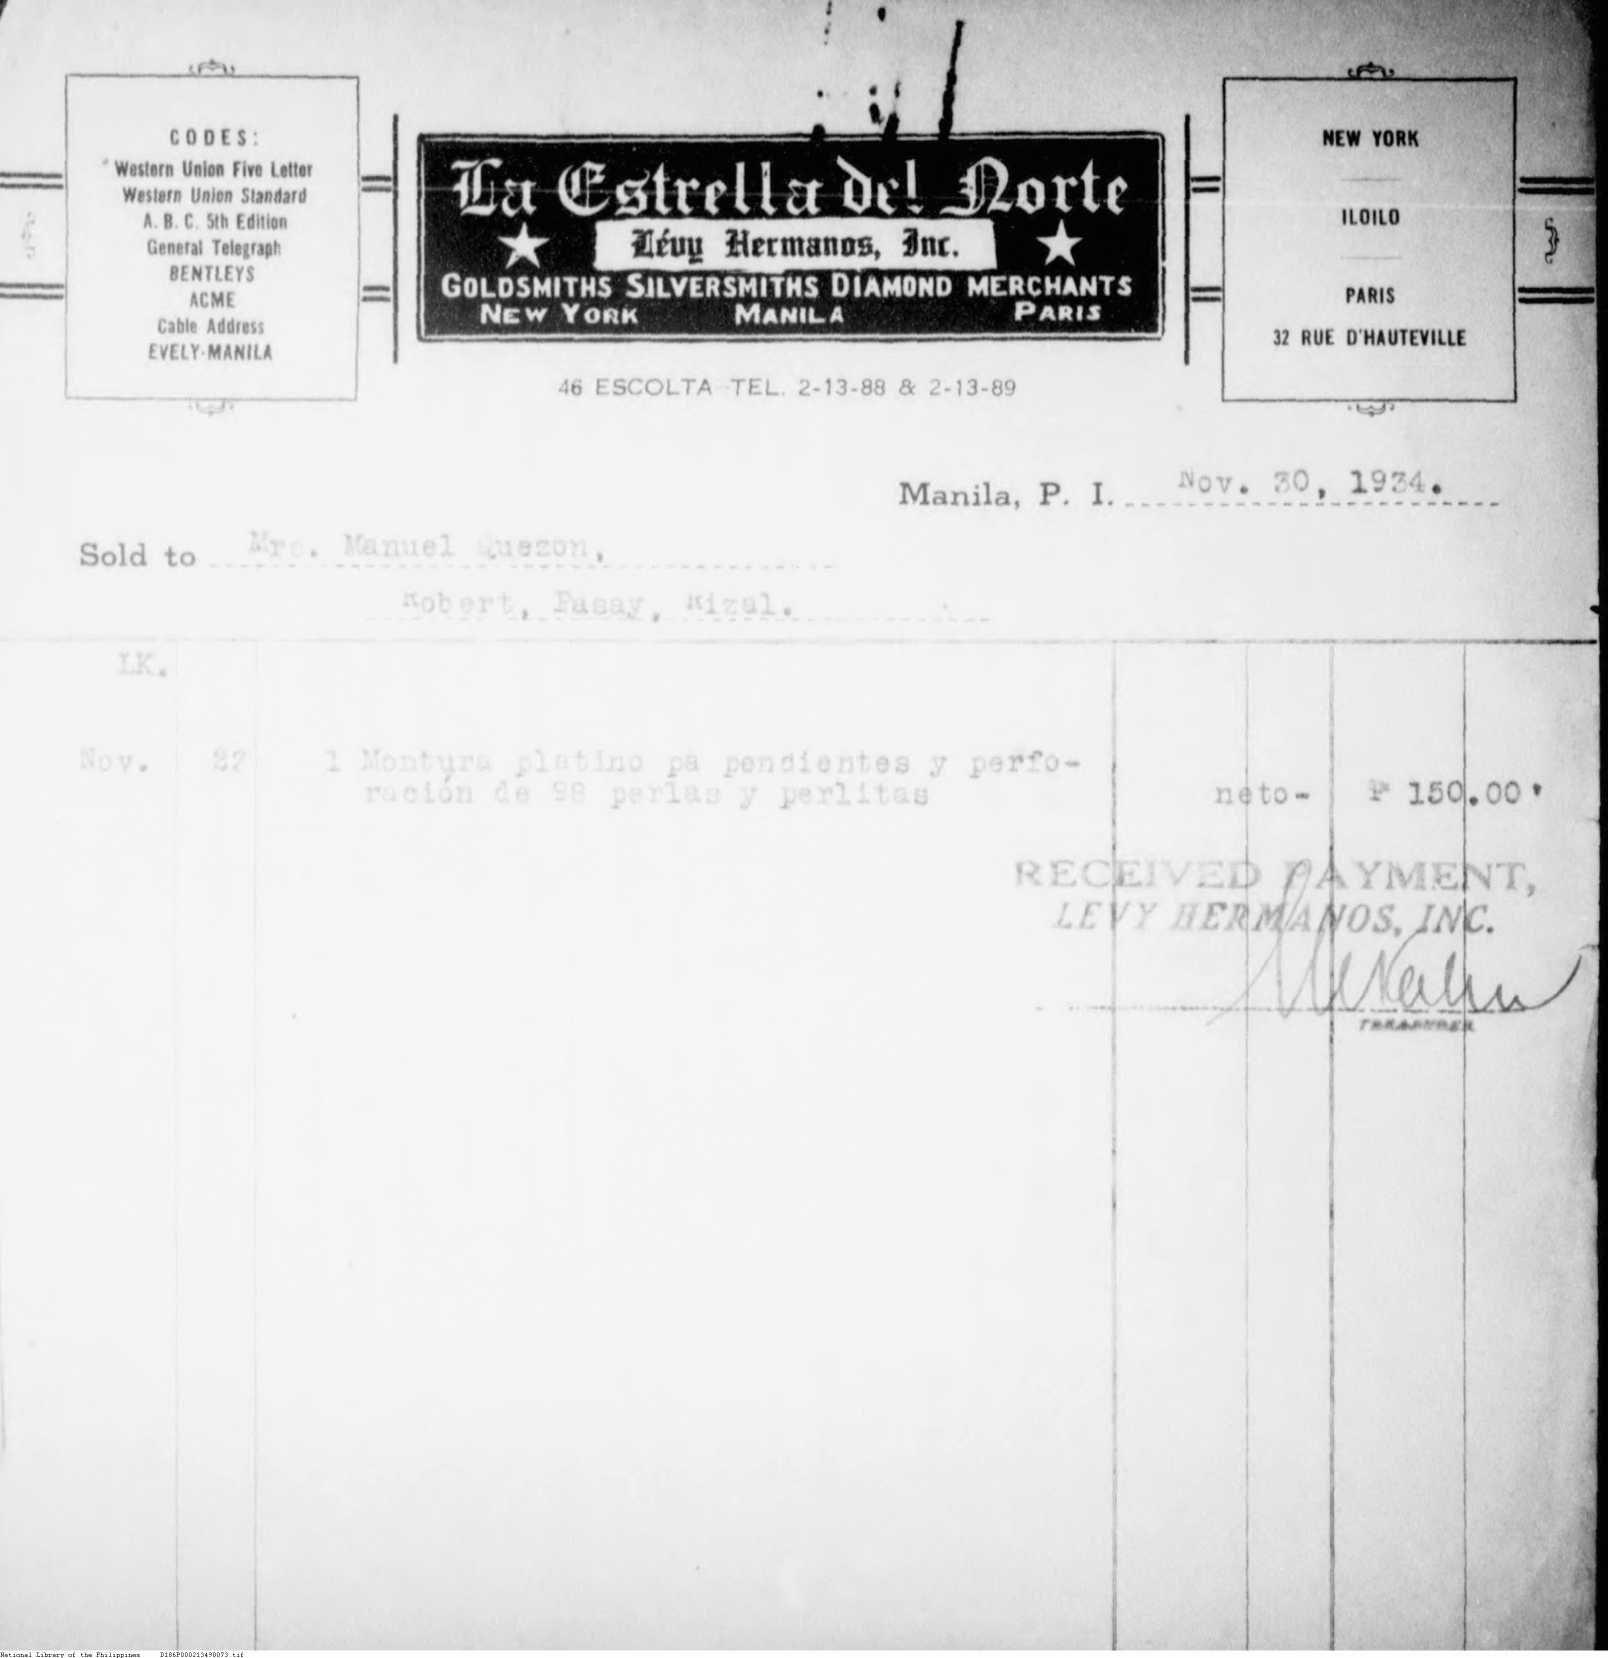 CODES:
Western Union Five Letter
Western Union Standard
A. B. C. 5th Edition
General Telegraph
BENTLEYS
ACME
Cable Address
EVELY-MANILA
La Estrella del Norte
Lévy Hermanos, Inc.
GOLDSMITHS SILVERSMITHS DIAMOND MERCHANTS
NEW YORK MANILA PARIS
46 ESCOLTA TEL. 2-13-88 & 2-13-89
NEW YORK
ILOILO
PARIS
32 RUE D'HAUTEVILLE
Manila, P. I. Nov. 30, 1934.
Sold to Mrs. Manuel Quezon,
Robert, Pasay, Rizal.
LK.
Nov. 22 1 Montura platino pa pendientes y perfo-
ración de 98 perlas y perlitas neto- ₱ 150.00
RECEIVED PAYMENT,
LEVY HERMANOS, INC.
TREASURER
National Library of the Philippines D186P000213498073.tif